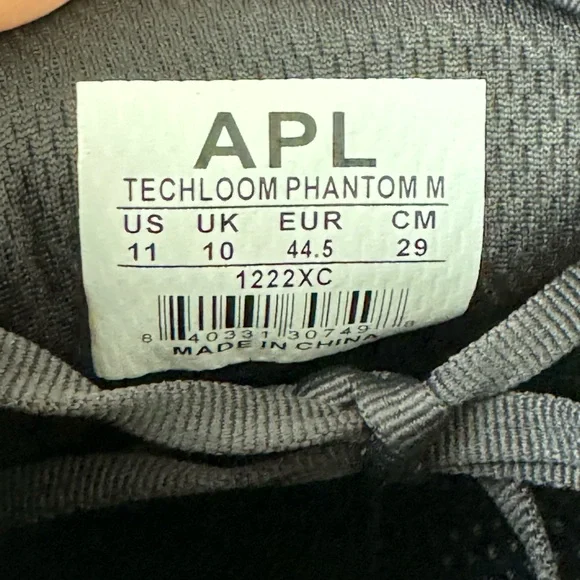 APL
TECHLOOM PHANTOM M
US UK EUR CM
11 10 44.5 29
1222XC
8 40331 30749 8
MADE IN CHINA